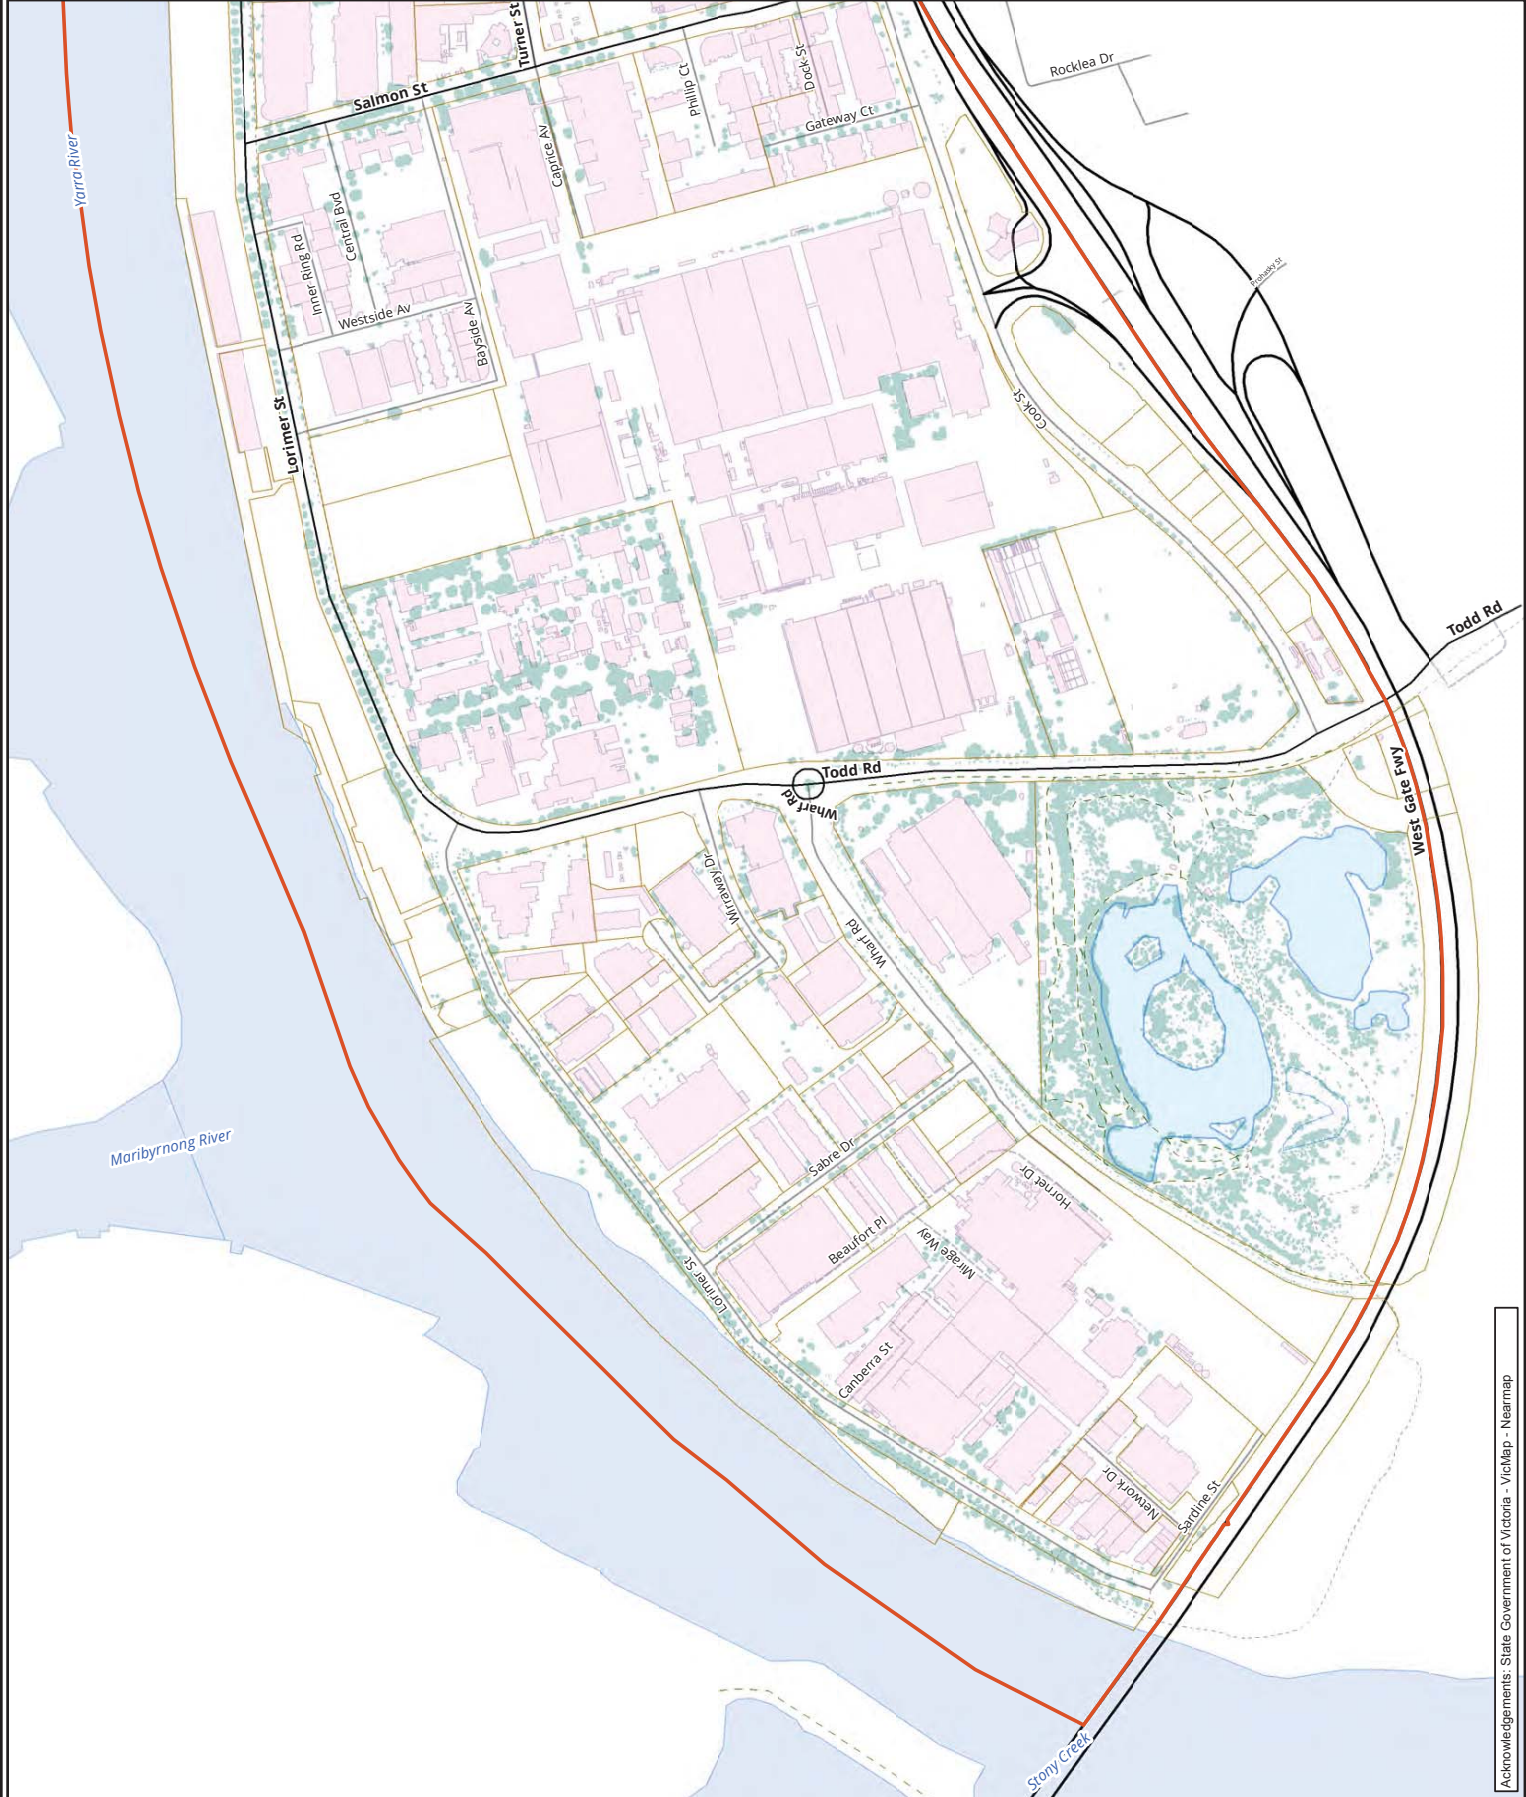 Turner St
Rocklea Dr
Salmon St
Phillip Ct
Dock St
Gateway Ct
Yarra River
Caprice Av
Central Bvd
Inner Ring Rd
Westside Av
Bayside Av
Prohasky St
Lorimer St
Cook St
Todd Rd
Todd Rd
Wharf Rd
West Gate Fwy
Wirraway Dr
Wharf Rd
Maribyrnong River
Sabre Dr
Hornet Dr
Beaufort Pl
Mirage Way
Lorimer St
Canberra St
Network Dr
Sardine St
Stony Creek
Acknowledgements: State Government of Victoria - VicMap - Nearmap